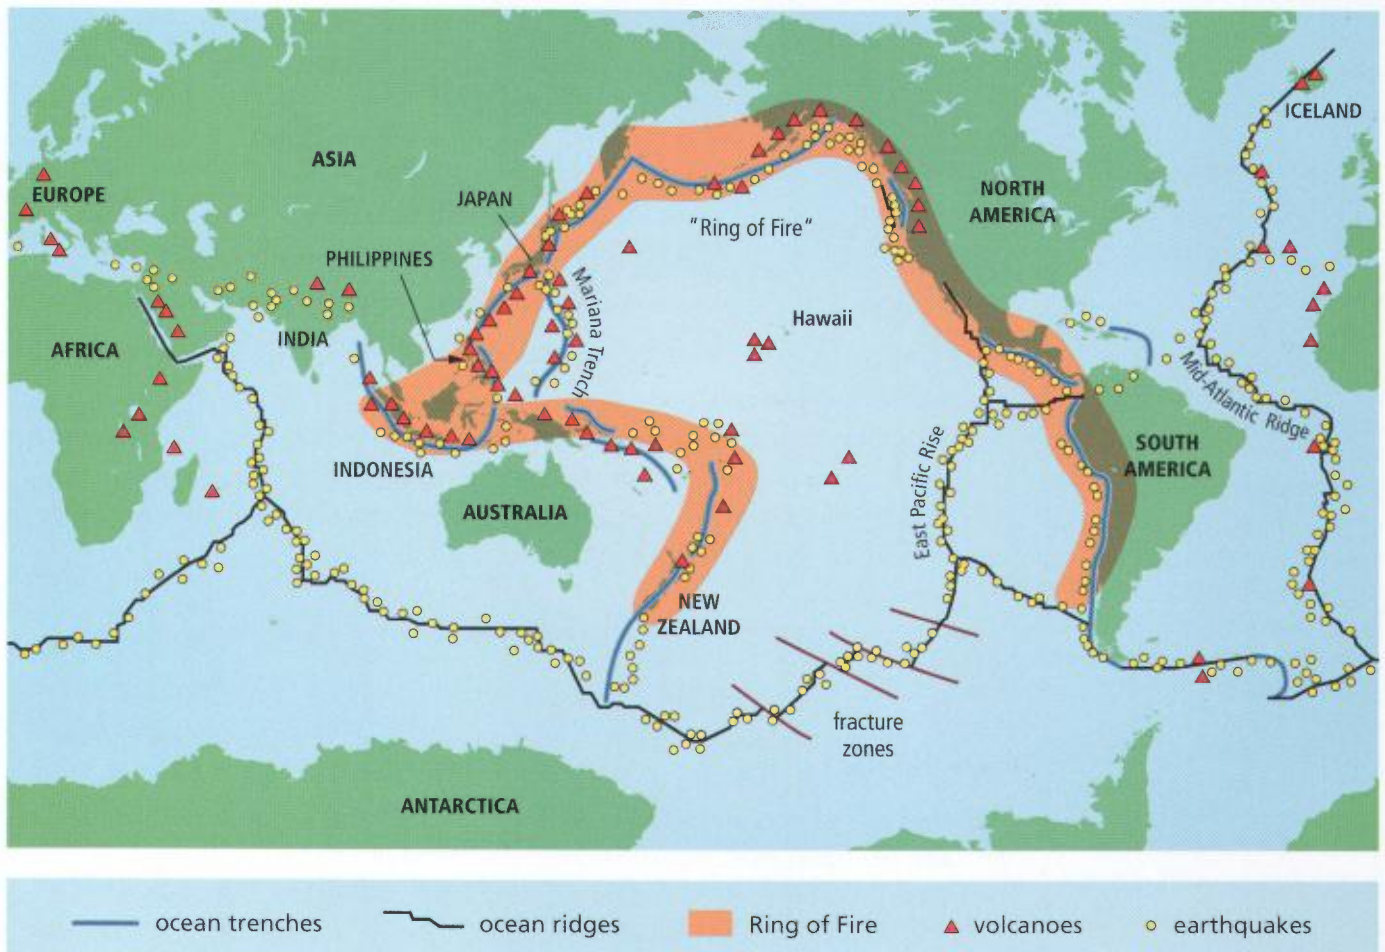 ICELAND
ASIA
EUROPE
JAPAN
NORTH
AMERICA
"Ring of Fire"
PHILIPPINES
Mariana Trench
Hawaii
INDIA
AFRICA
Mid-Atlantic Ridge
INDONESIA
SOUTH
AMERICA
East Pacific Rise
AUSTRALIA
NEW
ZEALAND
fracture
zones
ANTARCTICA
ocean trenches
ocean ridges
Ring of Fire
volcanoes
earthquakes